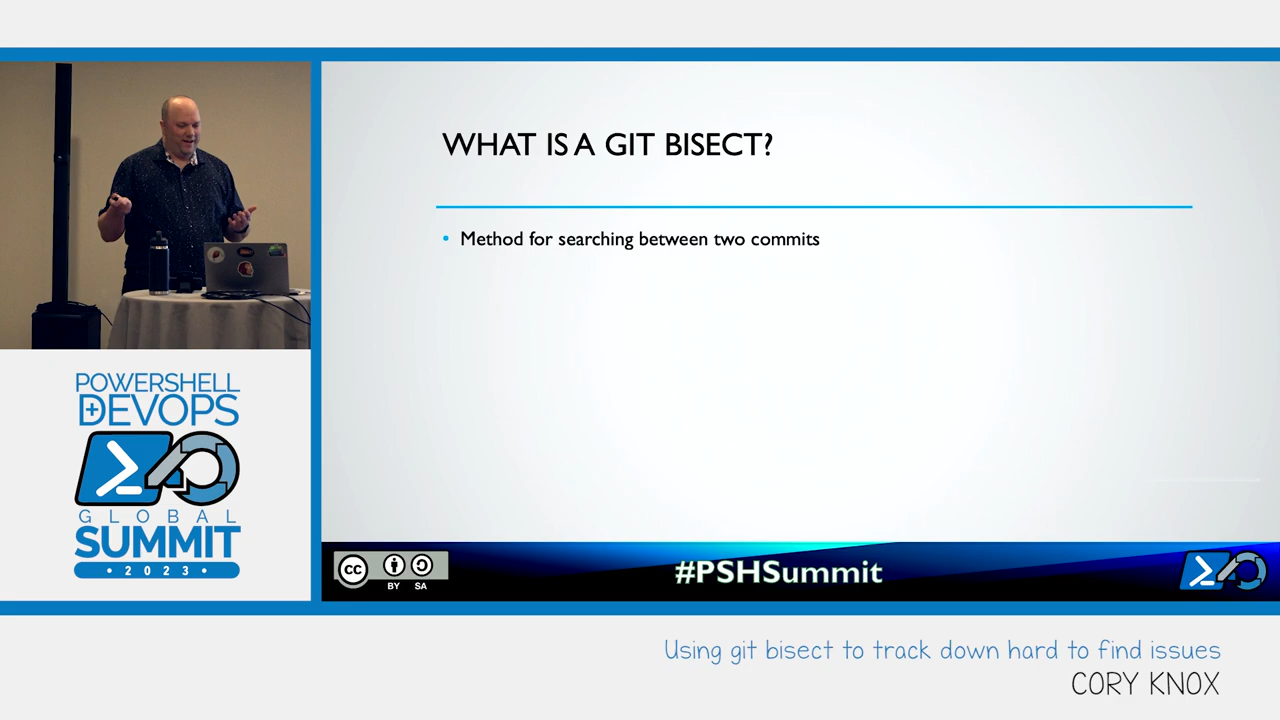 WHAT IS A GIT BISECT?
• Method for searching between two commits
POWERSHELL
+DEVOPS
GLOBAL
SUMMIT
• 2023 •
cc
BY SA
#PSHSummit
Using git bisect to track down hard to find issues
CORY KNOX